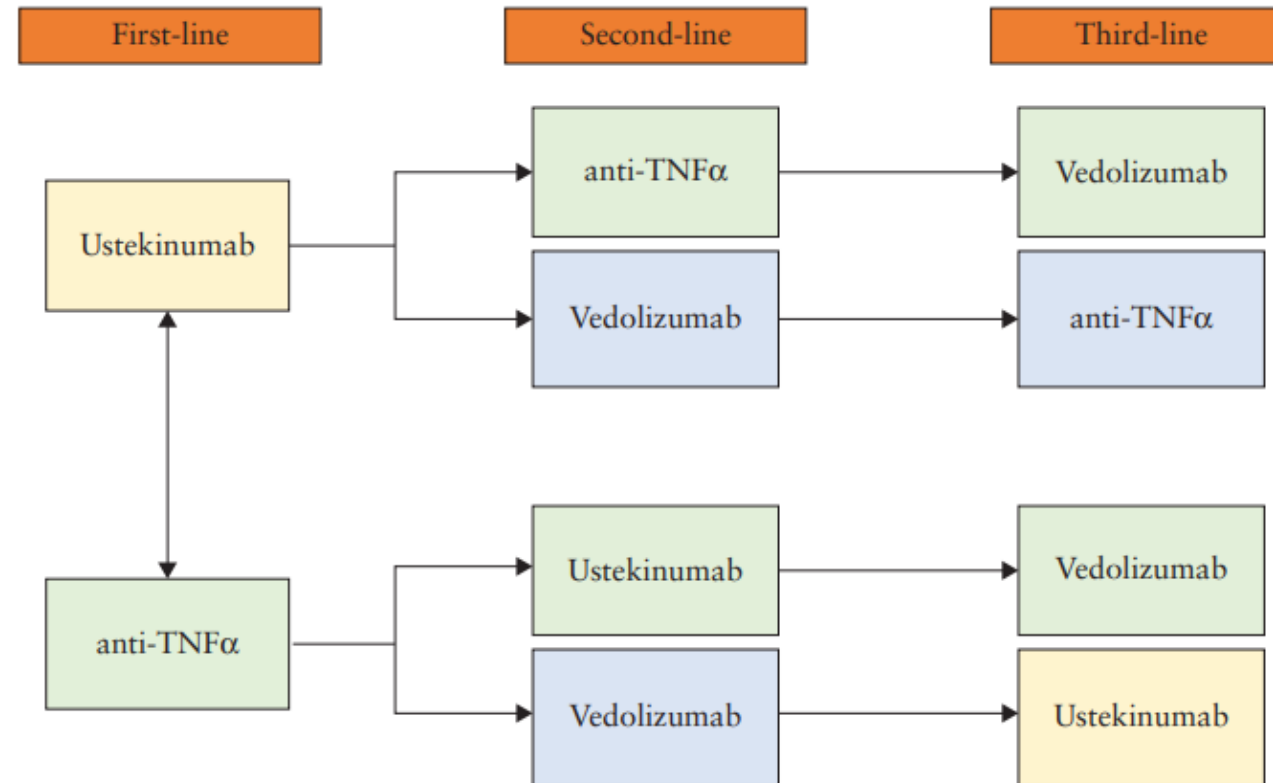 First-line
Second-line
Third-line
Ustekinumab
anti-TNFα
Vedolizumab
Vedolizumab
anti-TNFα
anti-TNFα
Ustekinumab
Vedolizumab
Vedolizumab
Ustekinumab